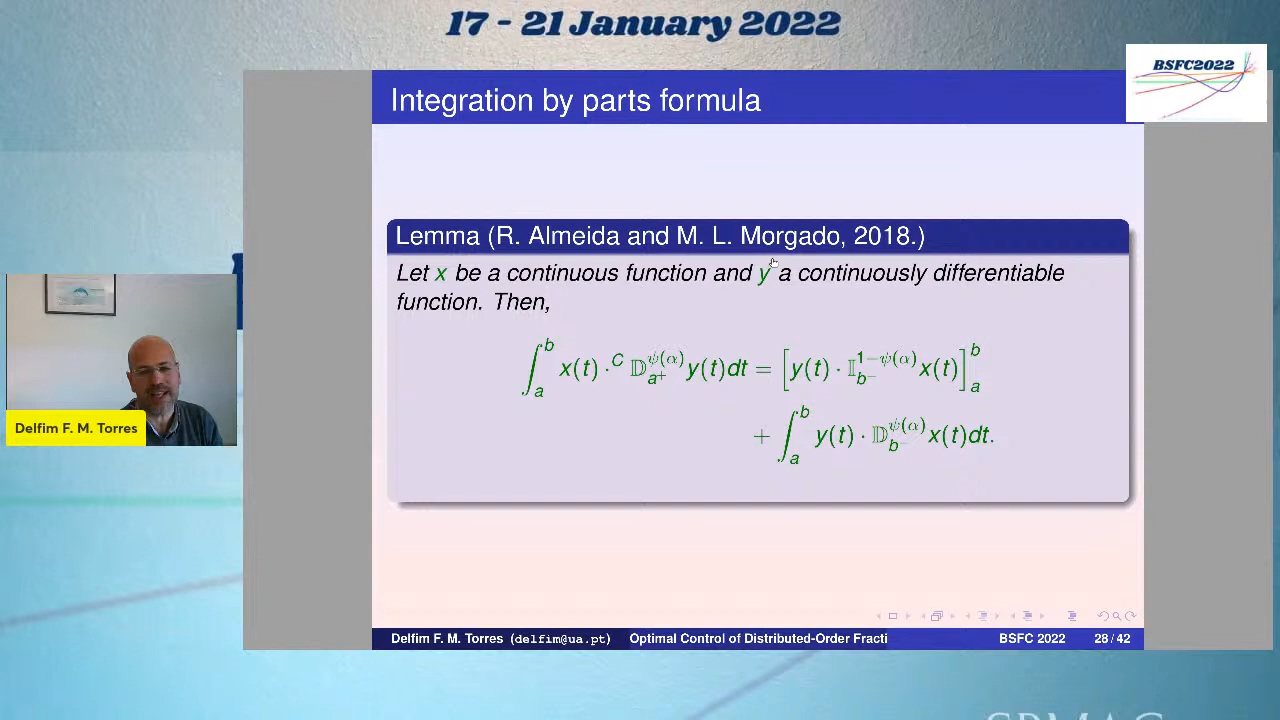 17 - 21 January 2022
BSFC2022
Integration by parts formula
Lemma (R. Almeida and M. L. Morgado, 2018.)
Let x be a continuous function and y a continuously differentiable
function. Then,
∫_a^b x(t) · ^C 𝔻_{a^+}^{ψ(α)} y(t)dt = [y(t) · 𝕀_{b^-}^{1−ψ(α)} x(t)]_a^b
+ ∫_a^b y(t) · 𝔻_{b^-}^{ψ(α)} x(t)dt.
Delfim F. M. Torres
Delfim F. M. Torres (delfim@ua.pt) Optimal Control of Distributed-Order Fracti BSFC 2022 28 / 42